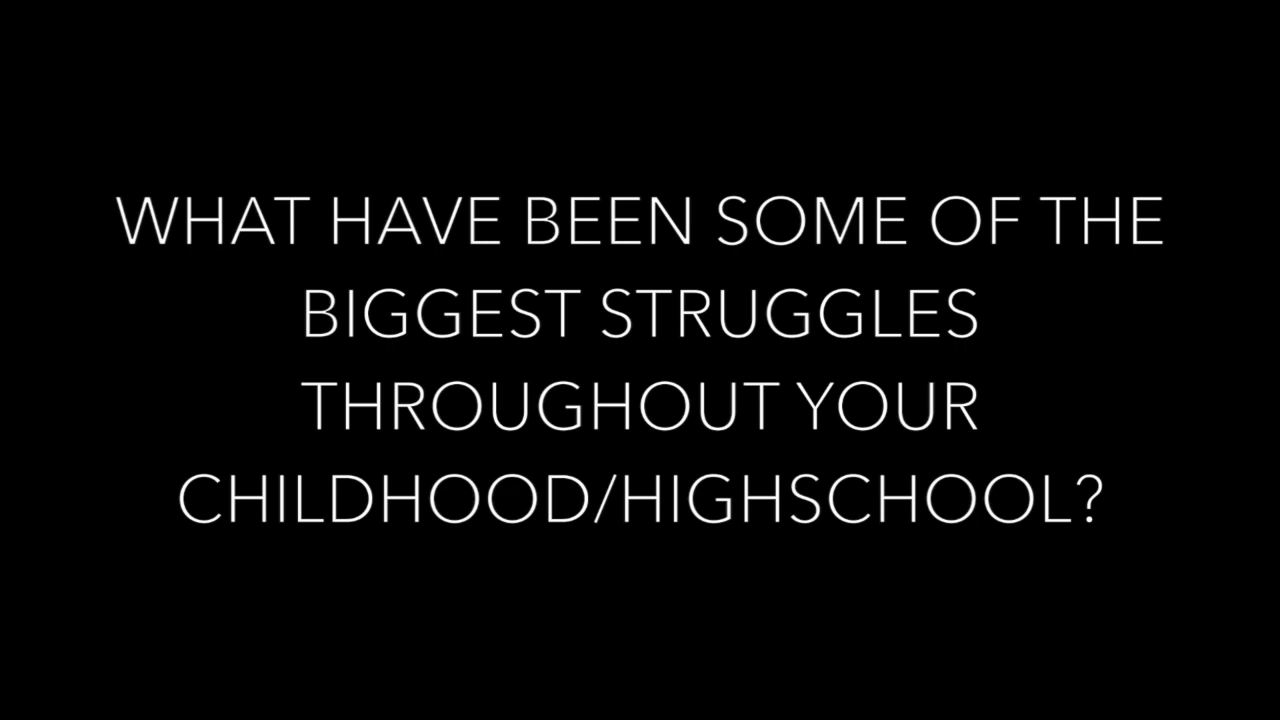 WHAT HAVE BEEN SOME OF THE
BIGGEST STRUGGLES
THROUGHOUT YOUR
CHILDHOOD/HIGHSCHOOL?